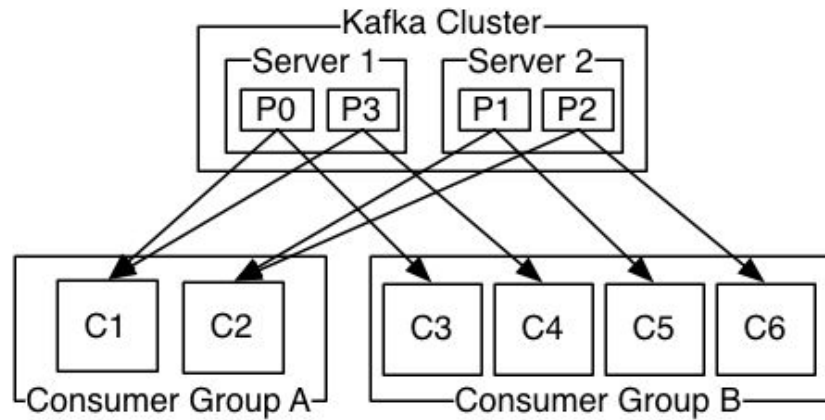 Kafka Cluster
Server 1 Server 2
P0 P3 P1 P2
C1 C2 C3 C4 C5 C6
Consumer Group A Consumer Group B